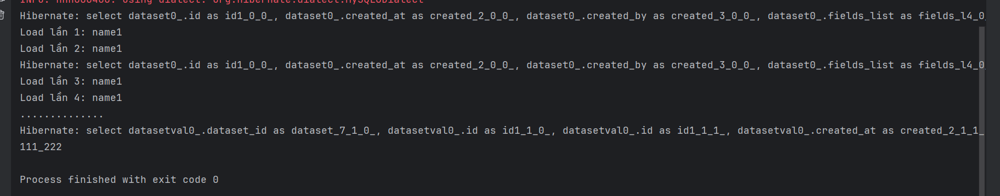 INFO: HHH000400: Using dialect: org.hibernate.dialect.MySQL8Dialect
Hibernate: select dataset0_.id as id1_0_0_, dataset0_.created_at as created_2_0_0_, dataset0_.created_by as created_3_0_0_, dataset0_.fields_list as fields_l4_0_
Load lần 1: name1
Load lần 2: name1
Hibernate: select dataset0_.id as id1_0_0_, dataset0_.created_at as created_2_0_0_, dataset0_.created_by as created_3_0_0_, dataset0_.fields_list as fields_l4_0_
Load lần 3: name1
Load lần 4: name1
..............
Hibernate: select datasetval0_.dataset_id as dataset_7_1_0_, datasetval0_.id as id1_1_0_, datasetval0_.id as id1_1_1_, datasetval0_.created_at as created_2_1_1_
111_222
Process finished with exit code 0